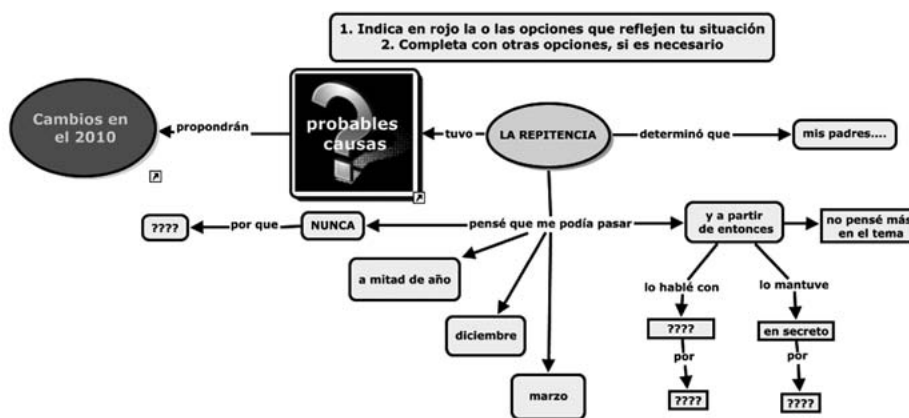 1. Indica en rojo la o las opciones que reflejen tu situación
2. Completa con otras opciones, si es necesario
Cambios en
el 2010
propondrán
probables
causas
tuvo
LA REPITENCIA
determinó que
mis padres....
????
por que
NUNCA
pensé que me podía pasar
y a partir
de entonces
no pensé más
en el tema
a mitad de año
diciembre
marzo
lo hablé con
????
por
????
lo mantuve
en secreto
por
????